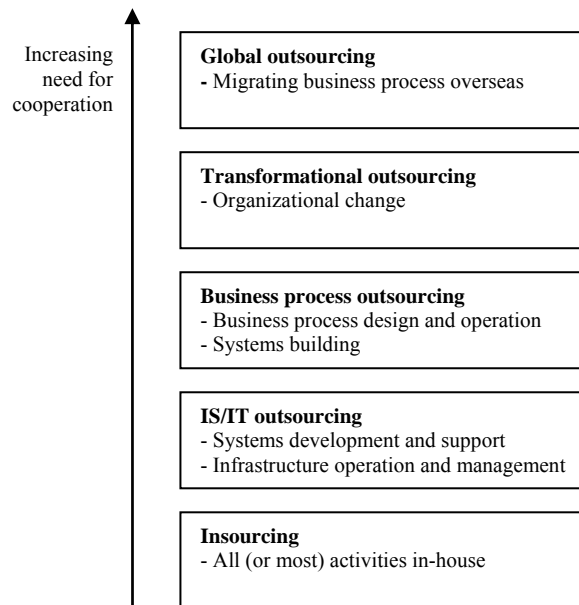 Increasing
need for
cooperation
Global outsourcing
- Migrating business process overseas
Transformational outsourcing
- Organizational change
Business process outsourcing
- Business process design and operation
- Systems building
IS/IT outsourcing
- Systems development and support
- Infrastructure operation and management
Insourcing
- All (or most) activities in-house